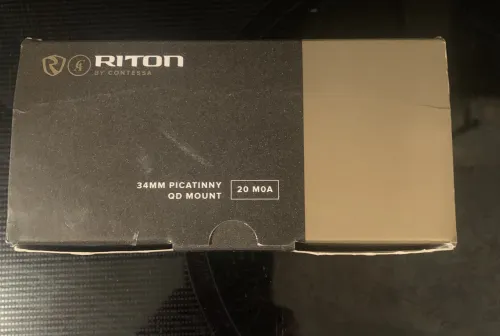 RITON
BY CONTESSA
34MM PICATINNY
QD MOUNT
20 MOA